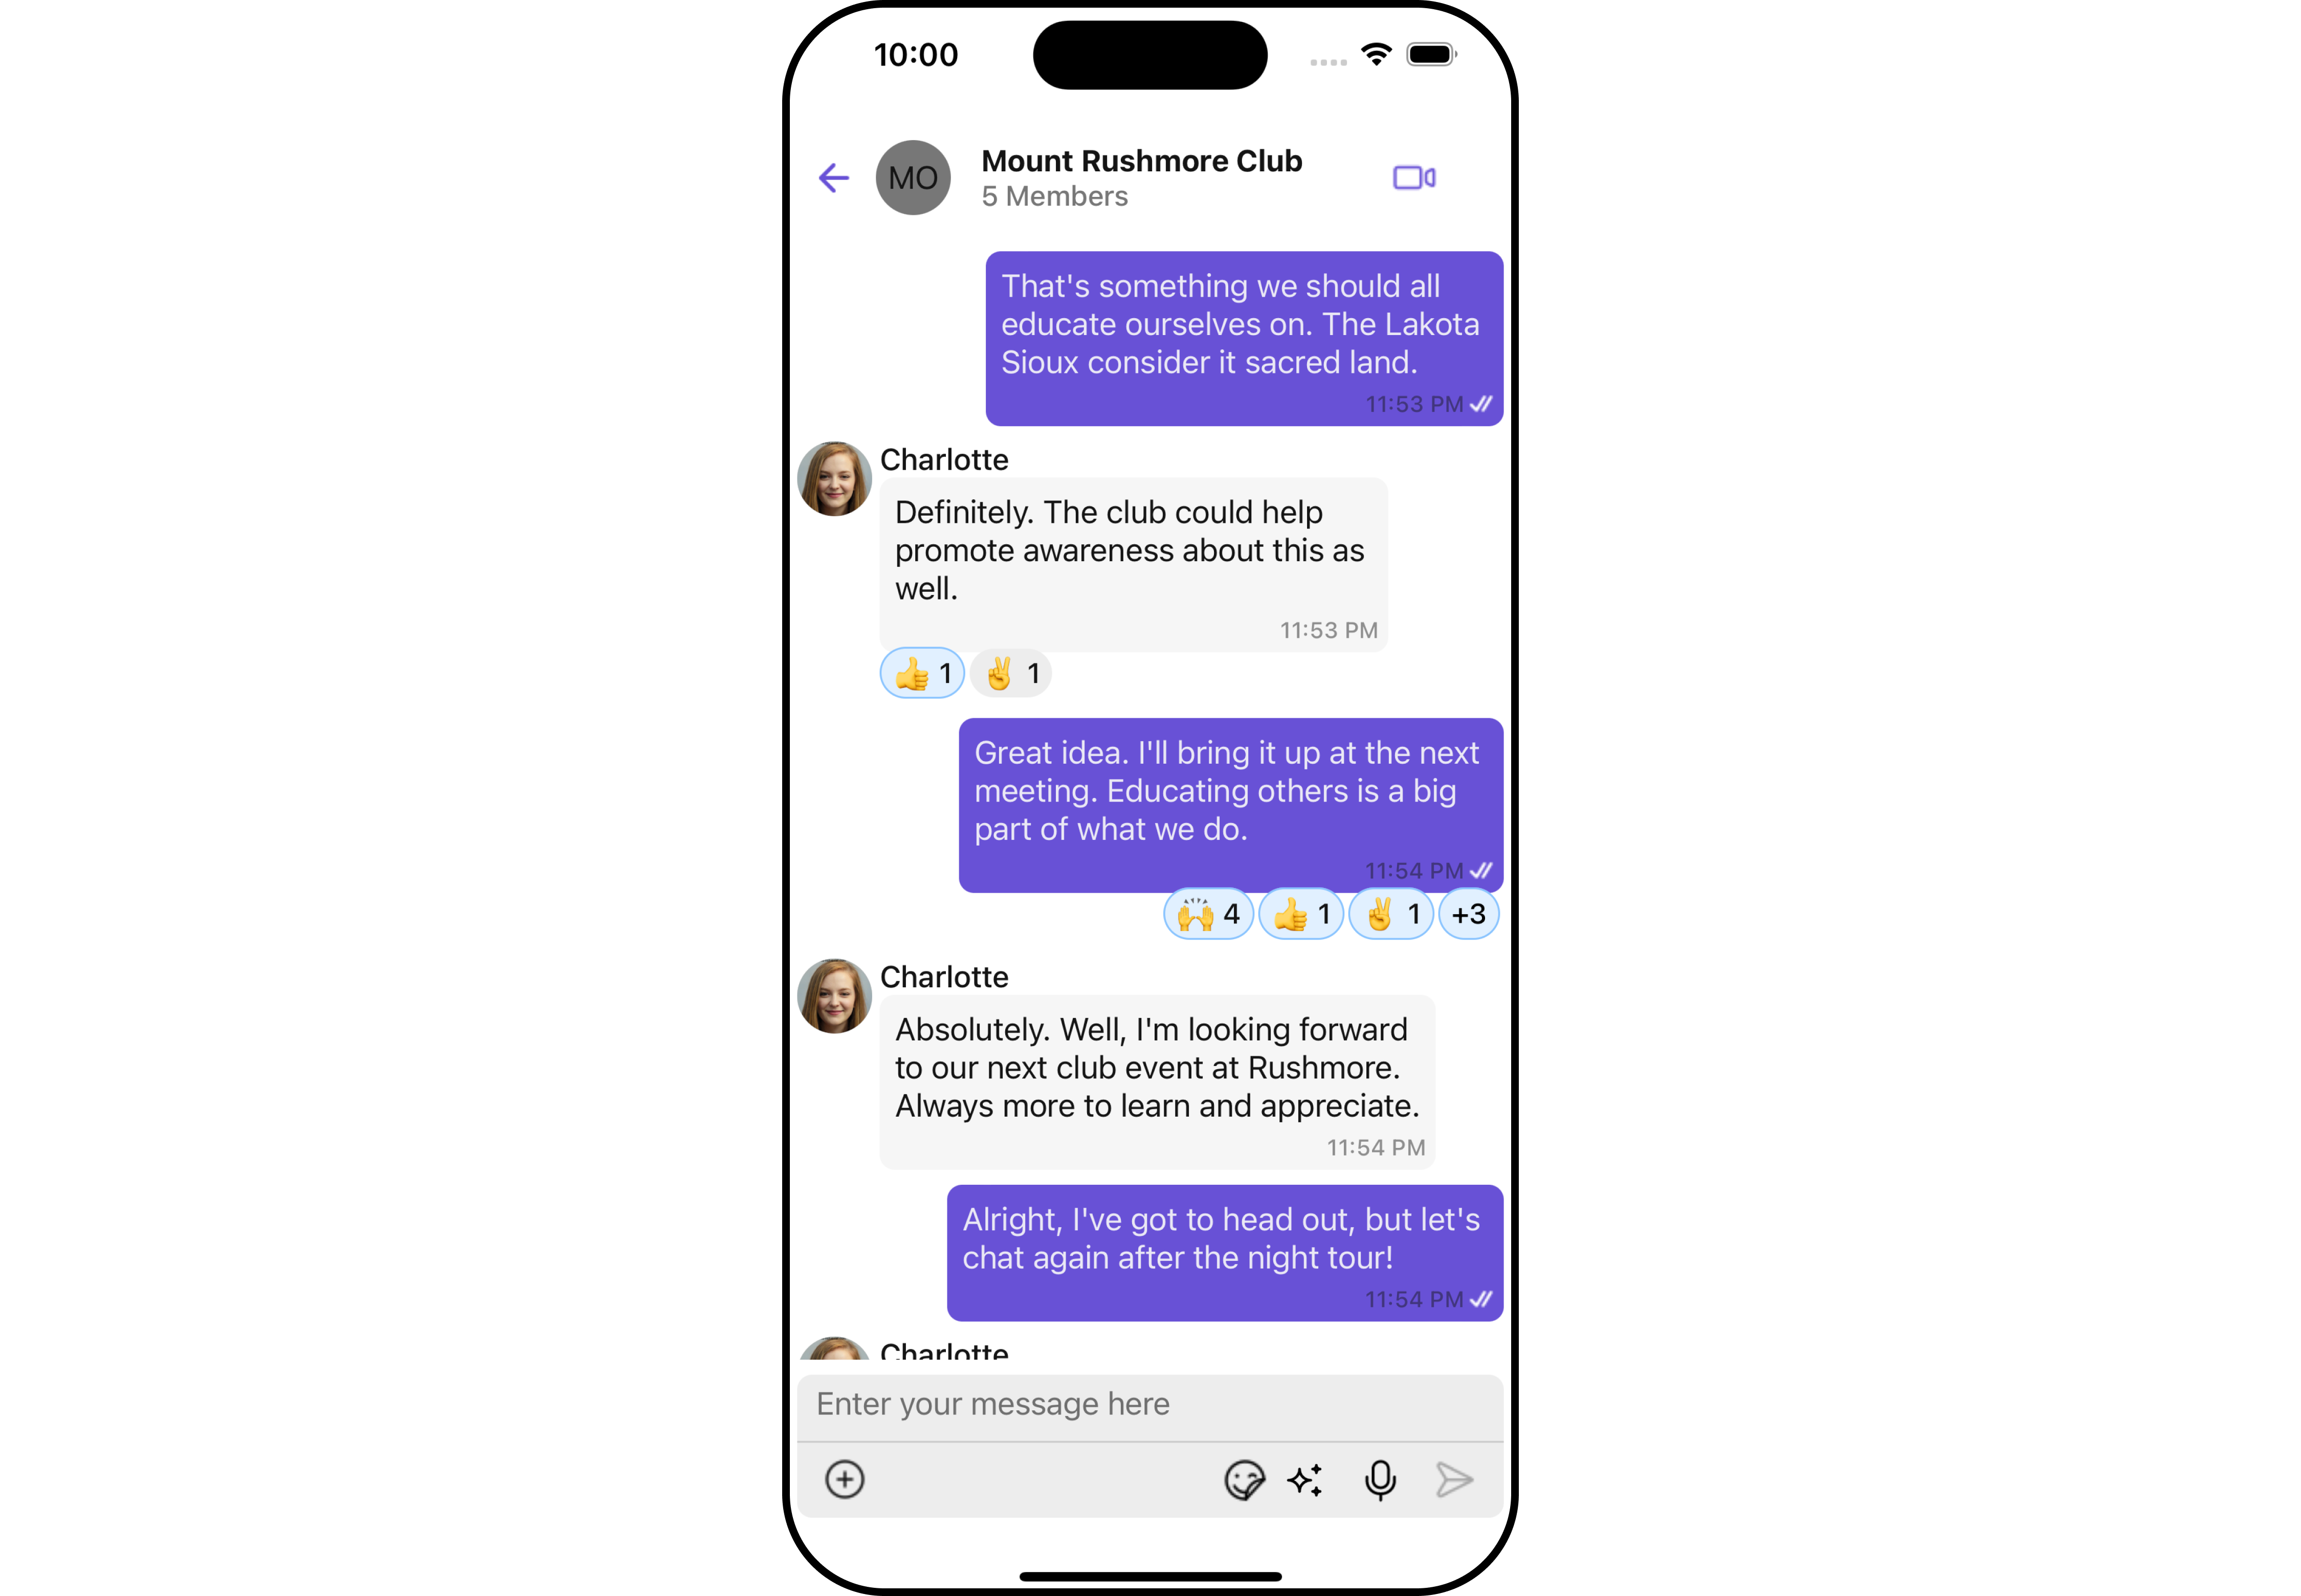 10:00
MO
Mount Rushmore Club
5 Members
That's something we should all
educate ourselves on. The Lakota
Sioux consider it sacred land.
11:53 PM
Charlotte
Definitely. The club could help
promote awareness about this as
well.
11:53 PM
👍 1 ✌️ 1
Great idea. I'll bring it up at the next
meeting. Educating others is a big
part of what we do.
11:54 PM
🙌 4 👍 1 ✌️ 1 +3
Charlotte
Absolutely. Well, I'm looking forward
to our next club event at Rushmore.
Always more to learn and appreciate.
11:54 PM
Alright, I've got to head out, but let's
chat again after the night tour!
11:54 PM
Charlotte
Enter your message here